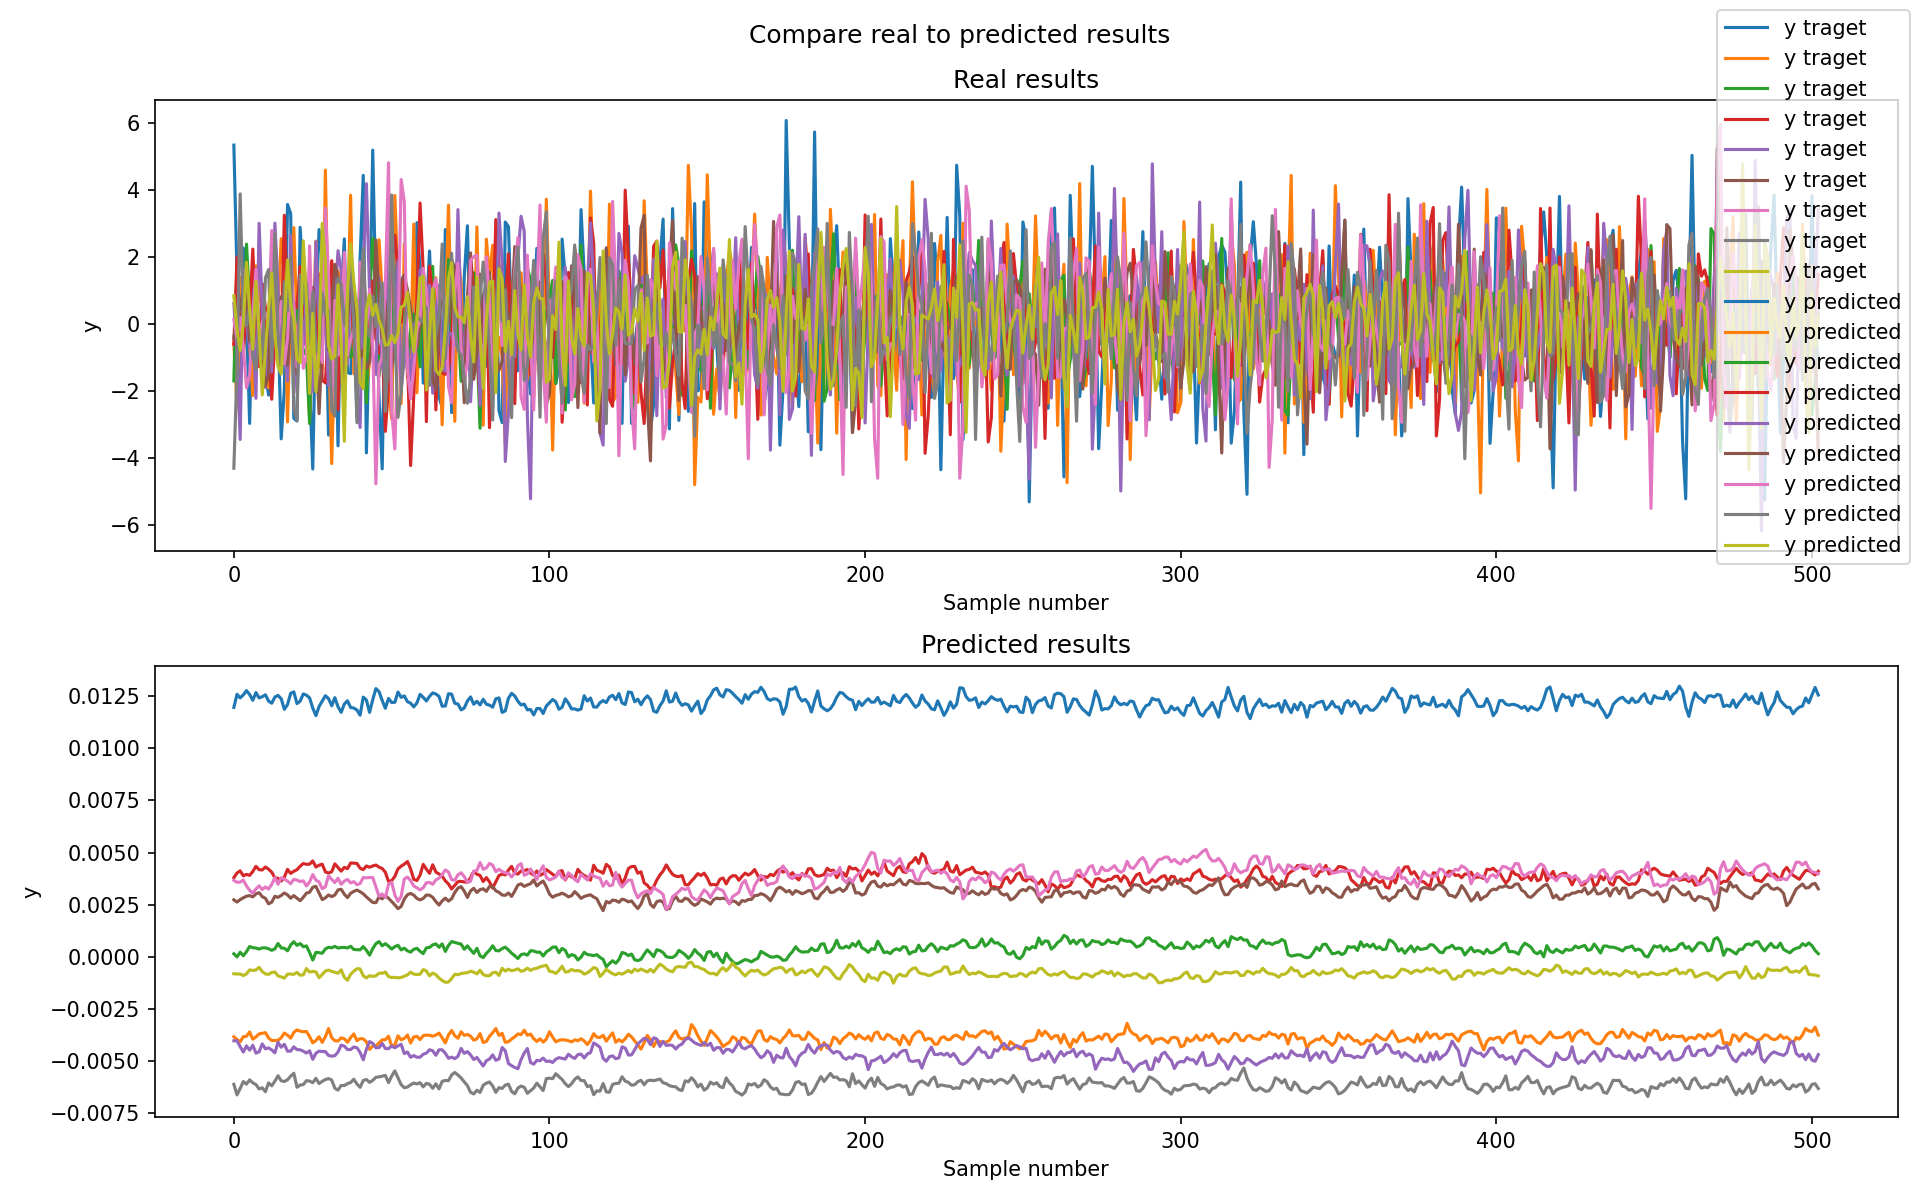 Compare real to predicted results
Real results
y traget
y traget
y traget
y traget
y traget
y traget
y traget
y traget
y traget
y predicted
y predicted
y predicted
y predicted
y predicted
y predicted
y predicted
y predicted
y predicted
6
4
2
0
−2
−4
−6
y
0
100
200
300
400
500
Sample number
Predicted results
0.0125
0.0100
0.0075
0.0050
0.0025
0.0000
−0.0025
−0.0050
−0.0075
y
0
100
200
300
400
500
Sample number